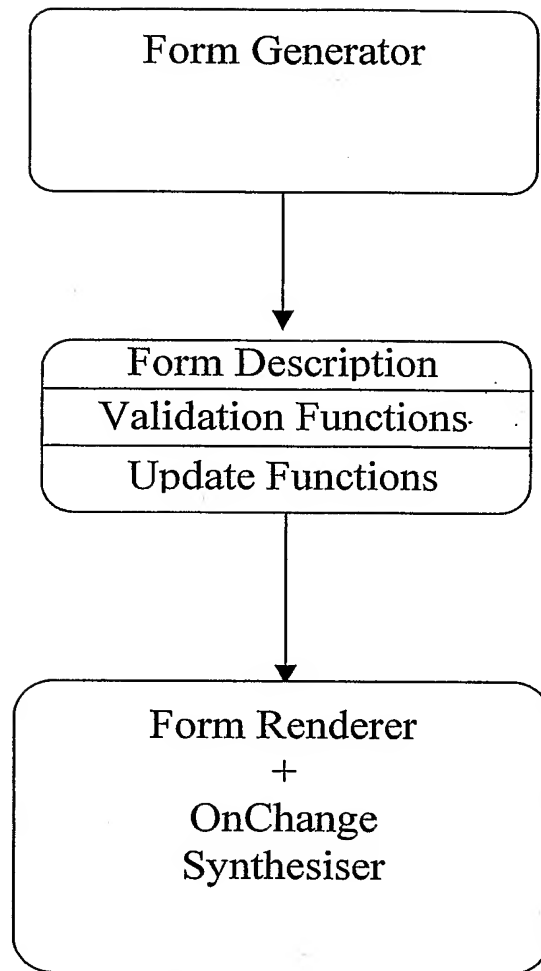 Form Generator
Form Description
Validation Functions
Update Functions
Form Renderer
+
OnChange
Synthesiser